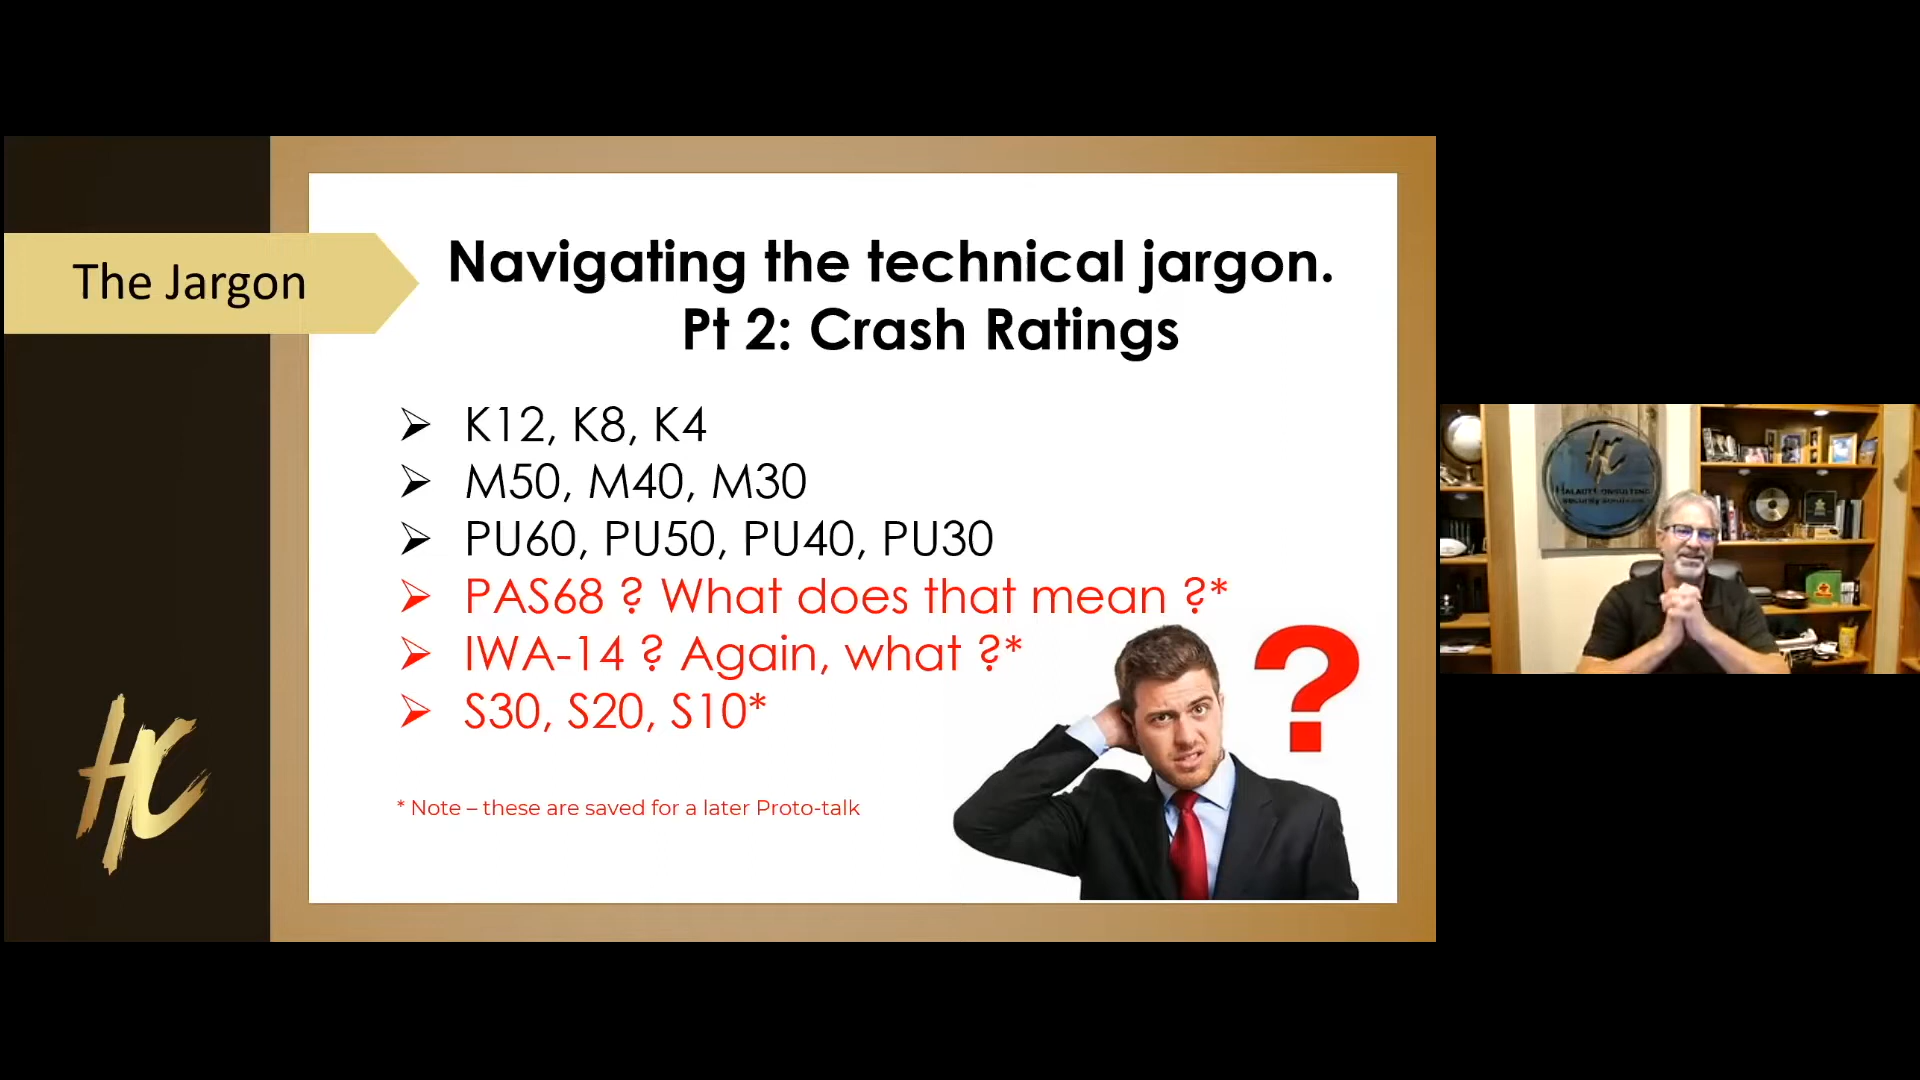 The Jargon
Navigating the technical jargon.
Pt 2: Crash Ratings
K12, K8, K4
M50, M40, M30
PU60, PU50, PU40, PU30
PAS68 ? What does that mean ?*
IWA-14 ? Again, what ?*
S30, S20, S10*
* Note – these are saved for a later Proto-talk
HC
?
HC